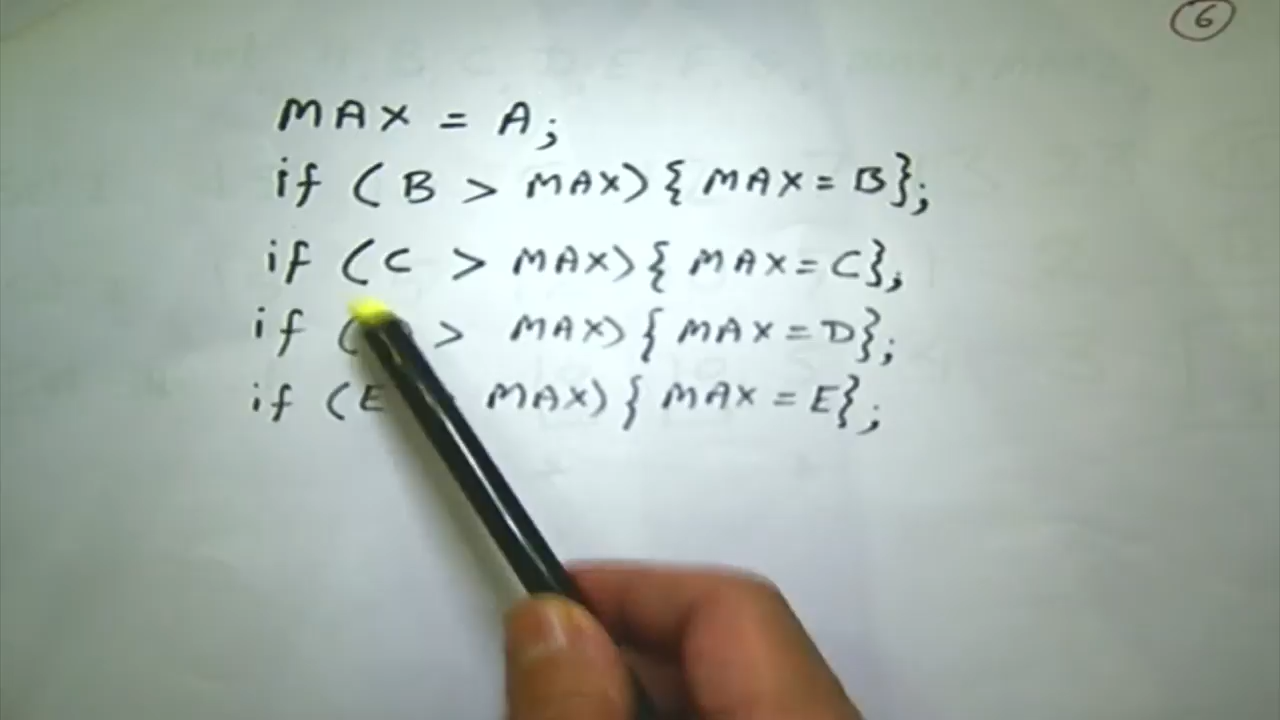 6
MAX = A;
if (B > MAX){ MAX = B};
if (C > MAX){ MAX = C};
if ( > MAX){ MAX = D};
if (E MAX){ MAX = E};